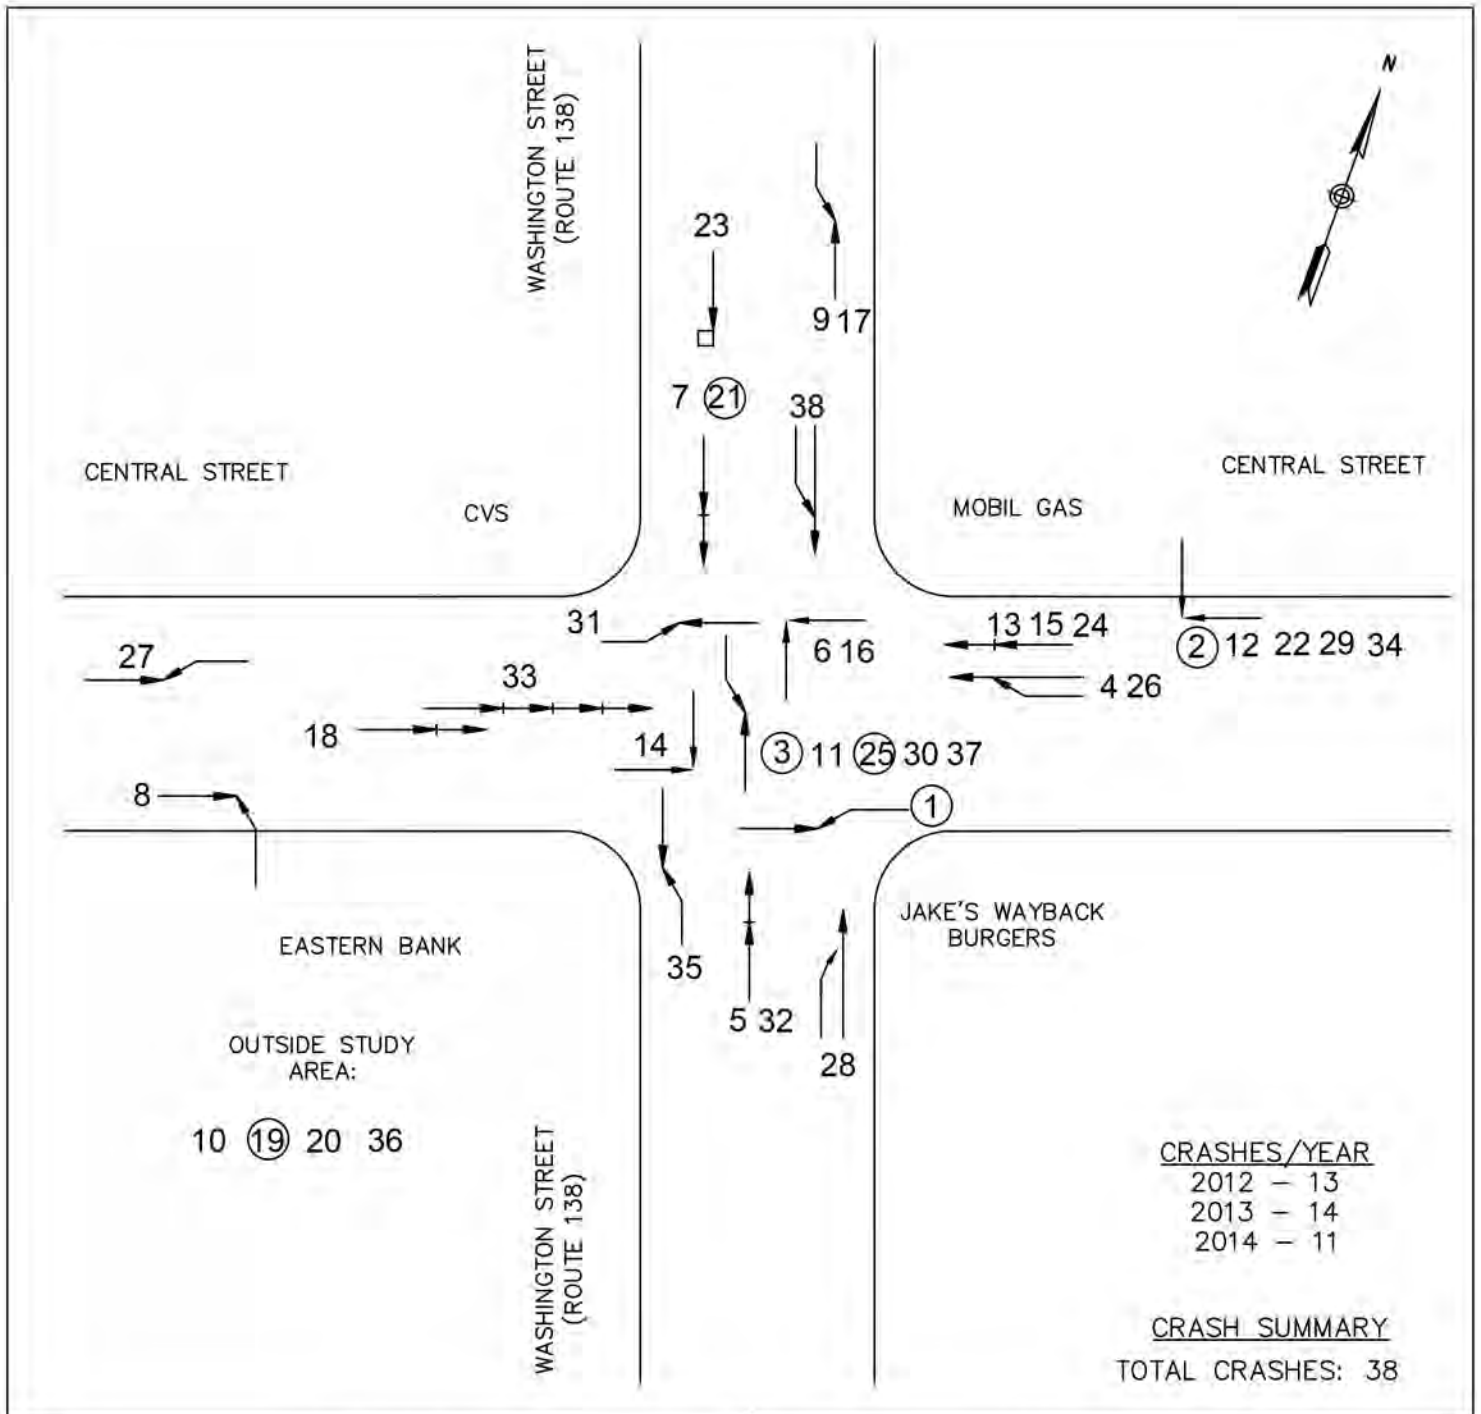 WASHINGTON STREET
(ROUTE 138)
N
23
9 17
7 21
38
CENTRAL STREET
CENTRAL STREET
CVS
MOBIL GAS
31
13 15 24
27
6 16
2 12 22 29 34
33
4 26
18
14
3 11 25 30 37
8
1
JAKE'S WAYBACK
BURGERS
EASTERN BANK
35
5 32
28
OUTSIDE STUDY
AREA:
10 19 20 36
WASHINGTON STREET
(ROUTE 138)
CRASHES/YEAR
2012 – 13
2013 – 14
2014 – 11
CRASH SUMMARY
TOTAL CRASHES: 38